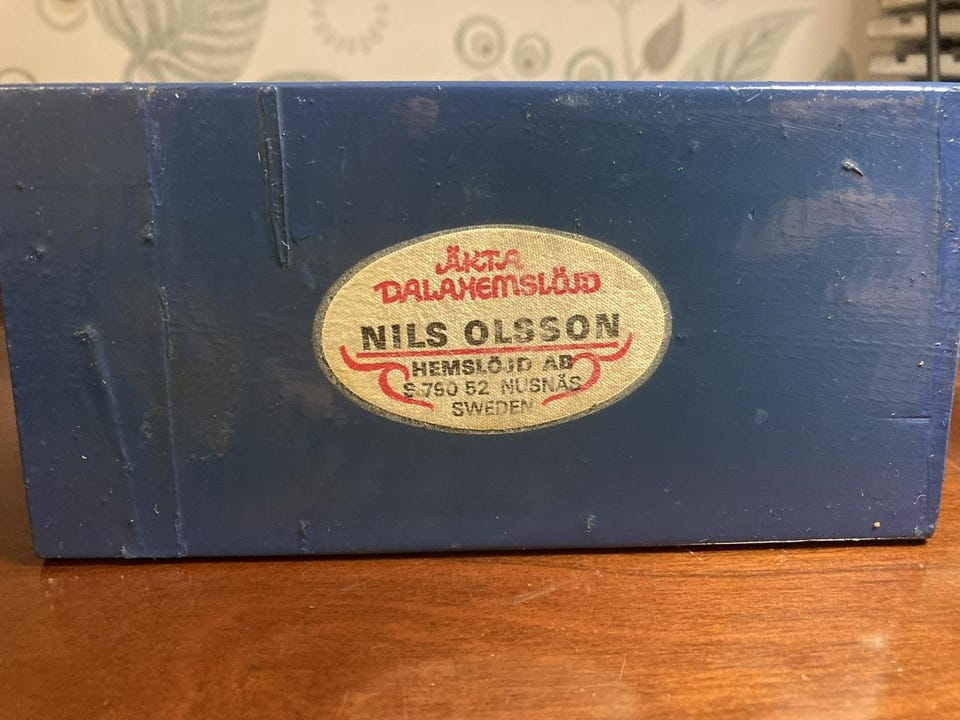 ÄKTA
DALAHEMSLÖJD
NILS OLSSON
HEMSLÖJD AB
S-790 52 NUSNÄS
SWEDEN